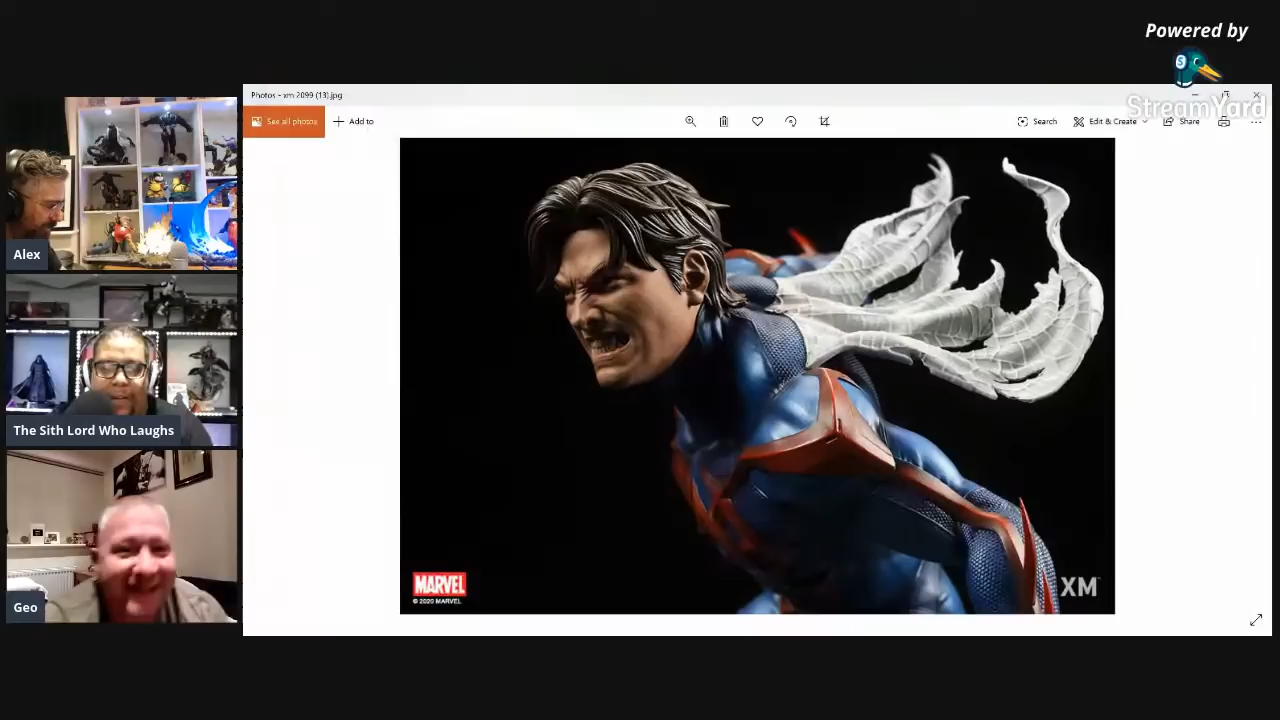 Powered by
StreamYard
Photos - xm 2099 (13).jpg
See all photos
Add to
Search
Edit & Create
Share
Alex
The Sith Lord Who Laughs
Geo
MARVEL
© 2020 MARVEL
XM